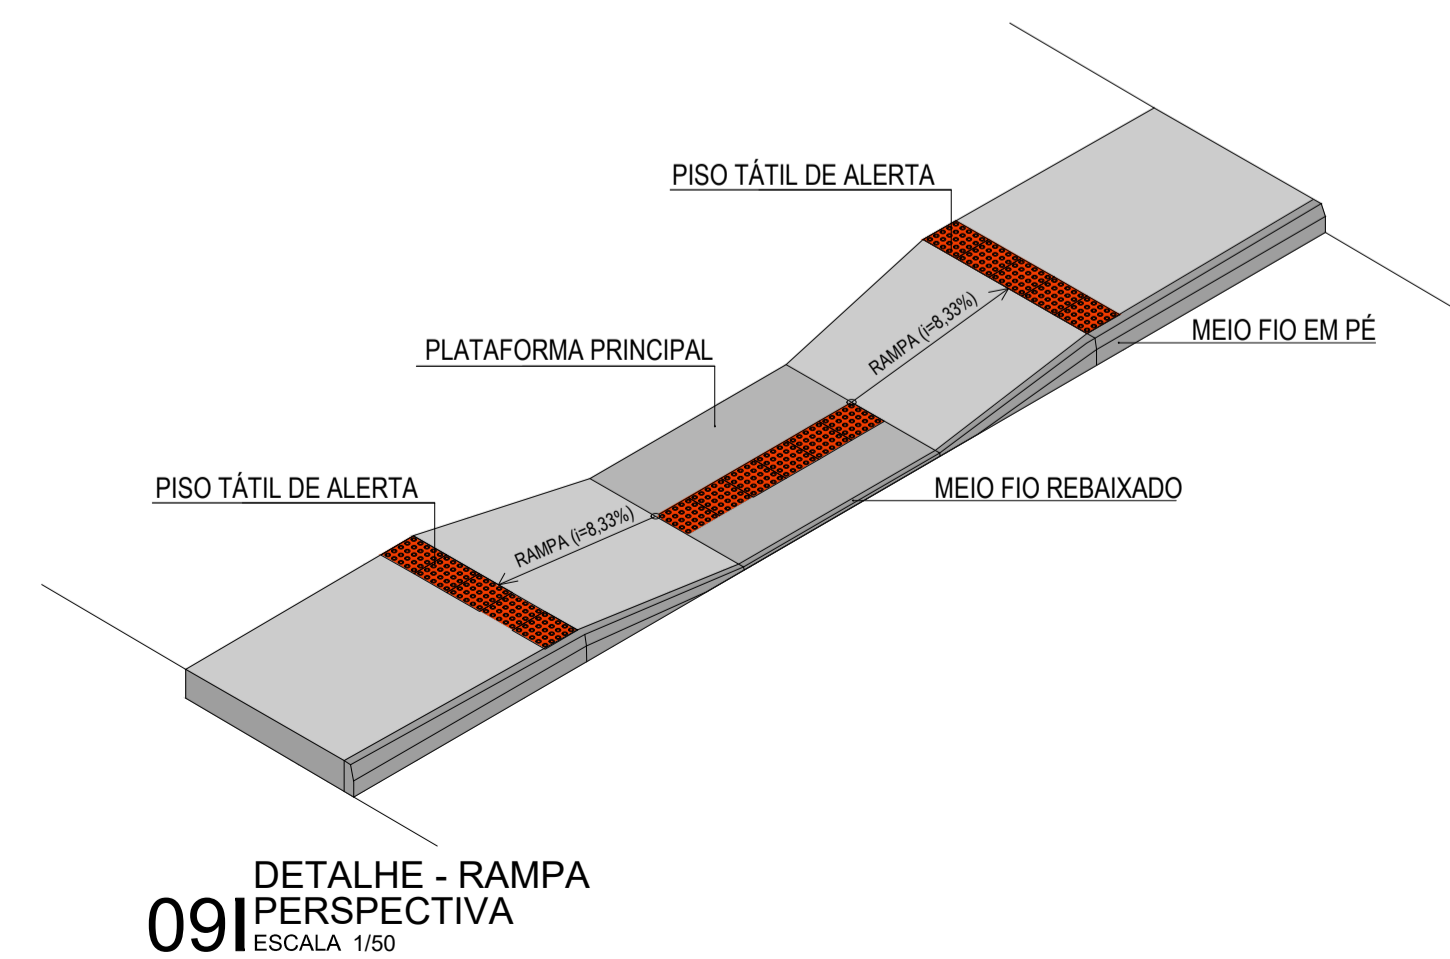 PISO TÁTIL DE ALERTA
RAMPA (i=8,33%)
MEIO FIO EM PÉ
PLATAFORMA PRINCIPAL
PISO TÁTIL DE ALERTA
MEIO FIO REBAIXADO
RAMPA (i=8,33%)
DETALHE - RAMPA
09 PERSPECTIVA
ESCALA 1/50